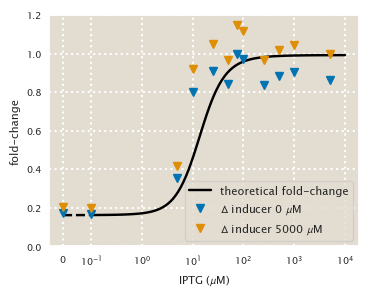 1.2
1.0
0.8
0.6
0.4
0.2
0.0
fold−change
theoretical fold−change
Δ inducer 0 μM
Δ inducer 5000 μM
0 10⁻¹ 10⁰ 10¹ 10² 10³ 10⁴
IPTG (μM)